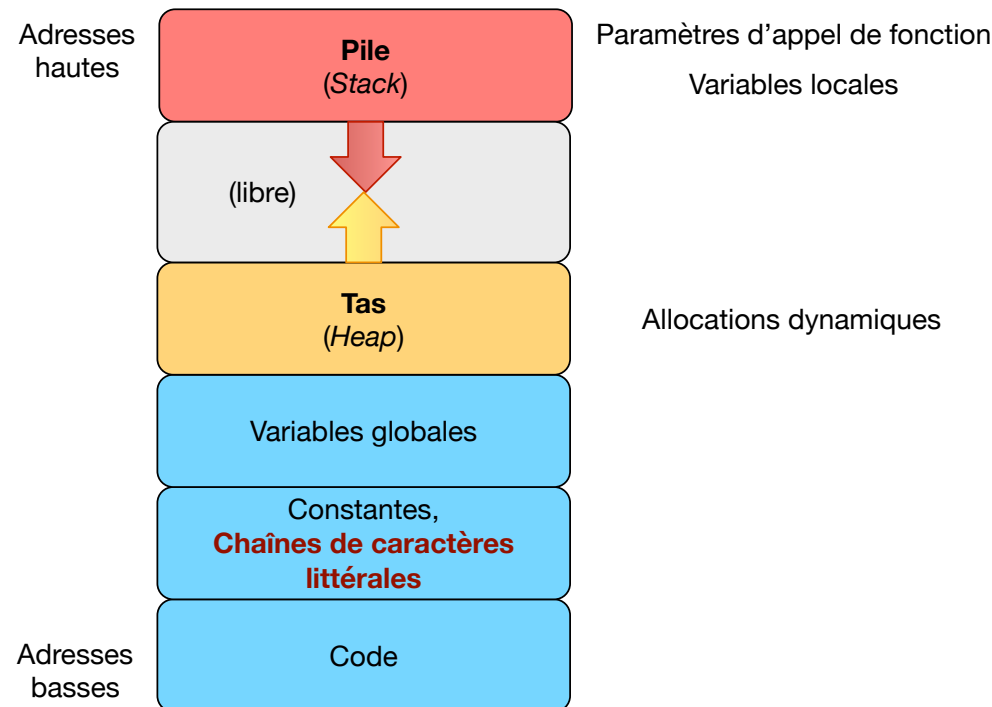 Adresses
hautes
Pile
(Stack)
Paramètres d’appel de fonction
Variables locales
(libre)
Tas
(Heap)
Allocations dynamiques
Variables globales
Constantes,
Chaînes de caractères
littérales
Adresses
basses
Code